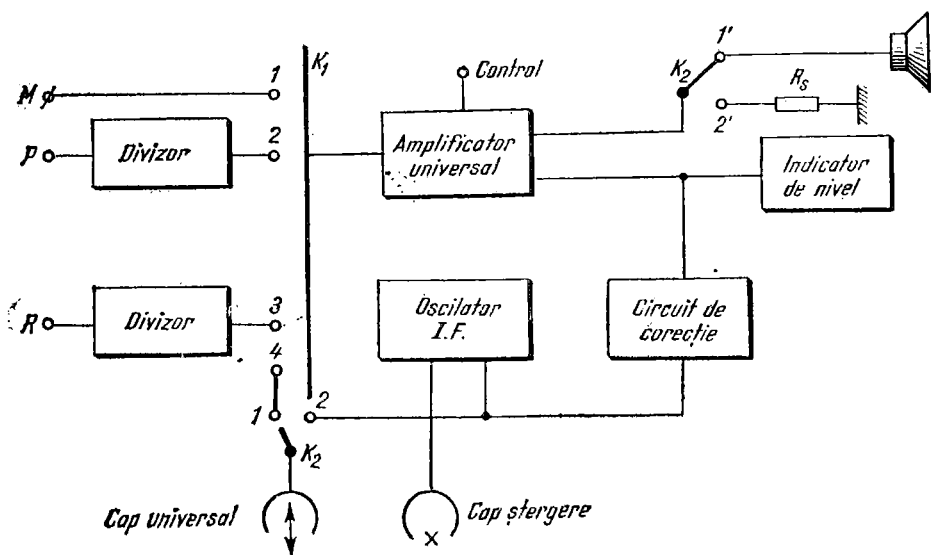 M
P
R
Divizor
Divizor
1
2
3
4
1
2
K₁
K₂
Cap universal
Control
Amplificator
universal
Oscilator
I.F.
Cap ștergere
K₂
1'
2'
Rₛ
Indicator
de nivel
Circuit de
corecție